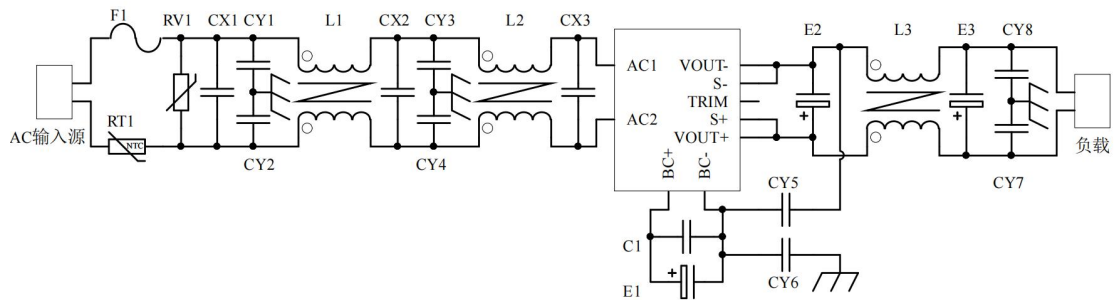 F1
RV1 CX1 CY1 L1 CX2 CY3 L2 CX3
E2 L3 E3 CY8
AC1
AC2
VOUT-
S-
TRIM
S+
VOUT+
BC+
BC-
AC输入源
RT1
NTC
CY2
CY4
负载
CY7
CY5
C1
E1
CY6